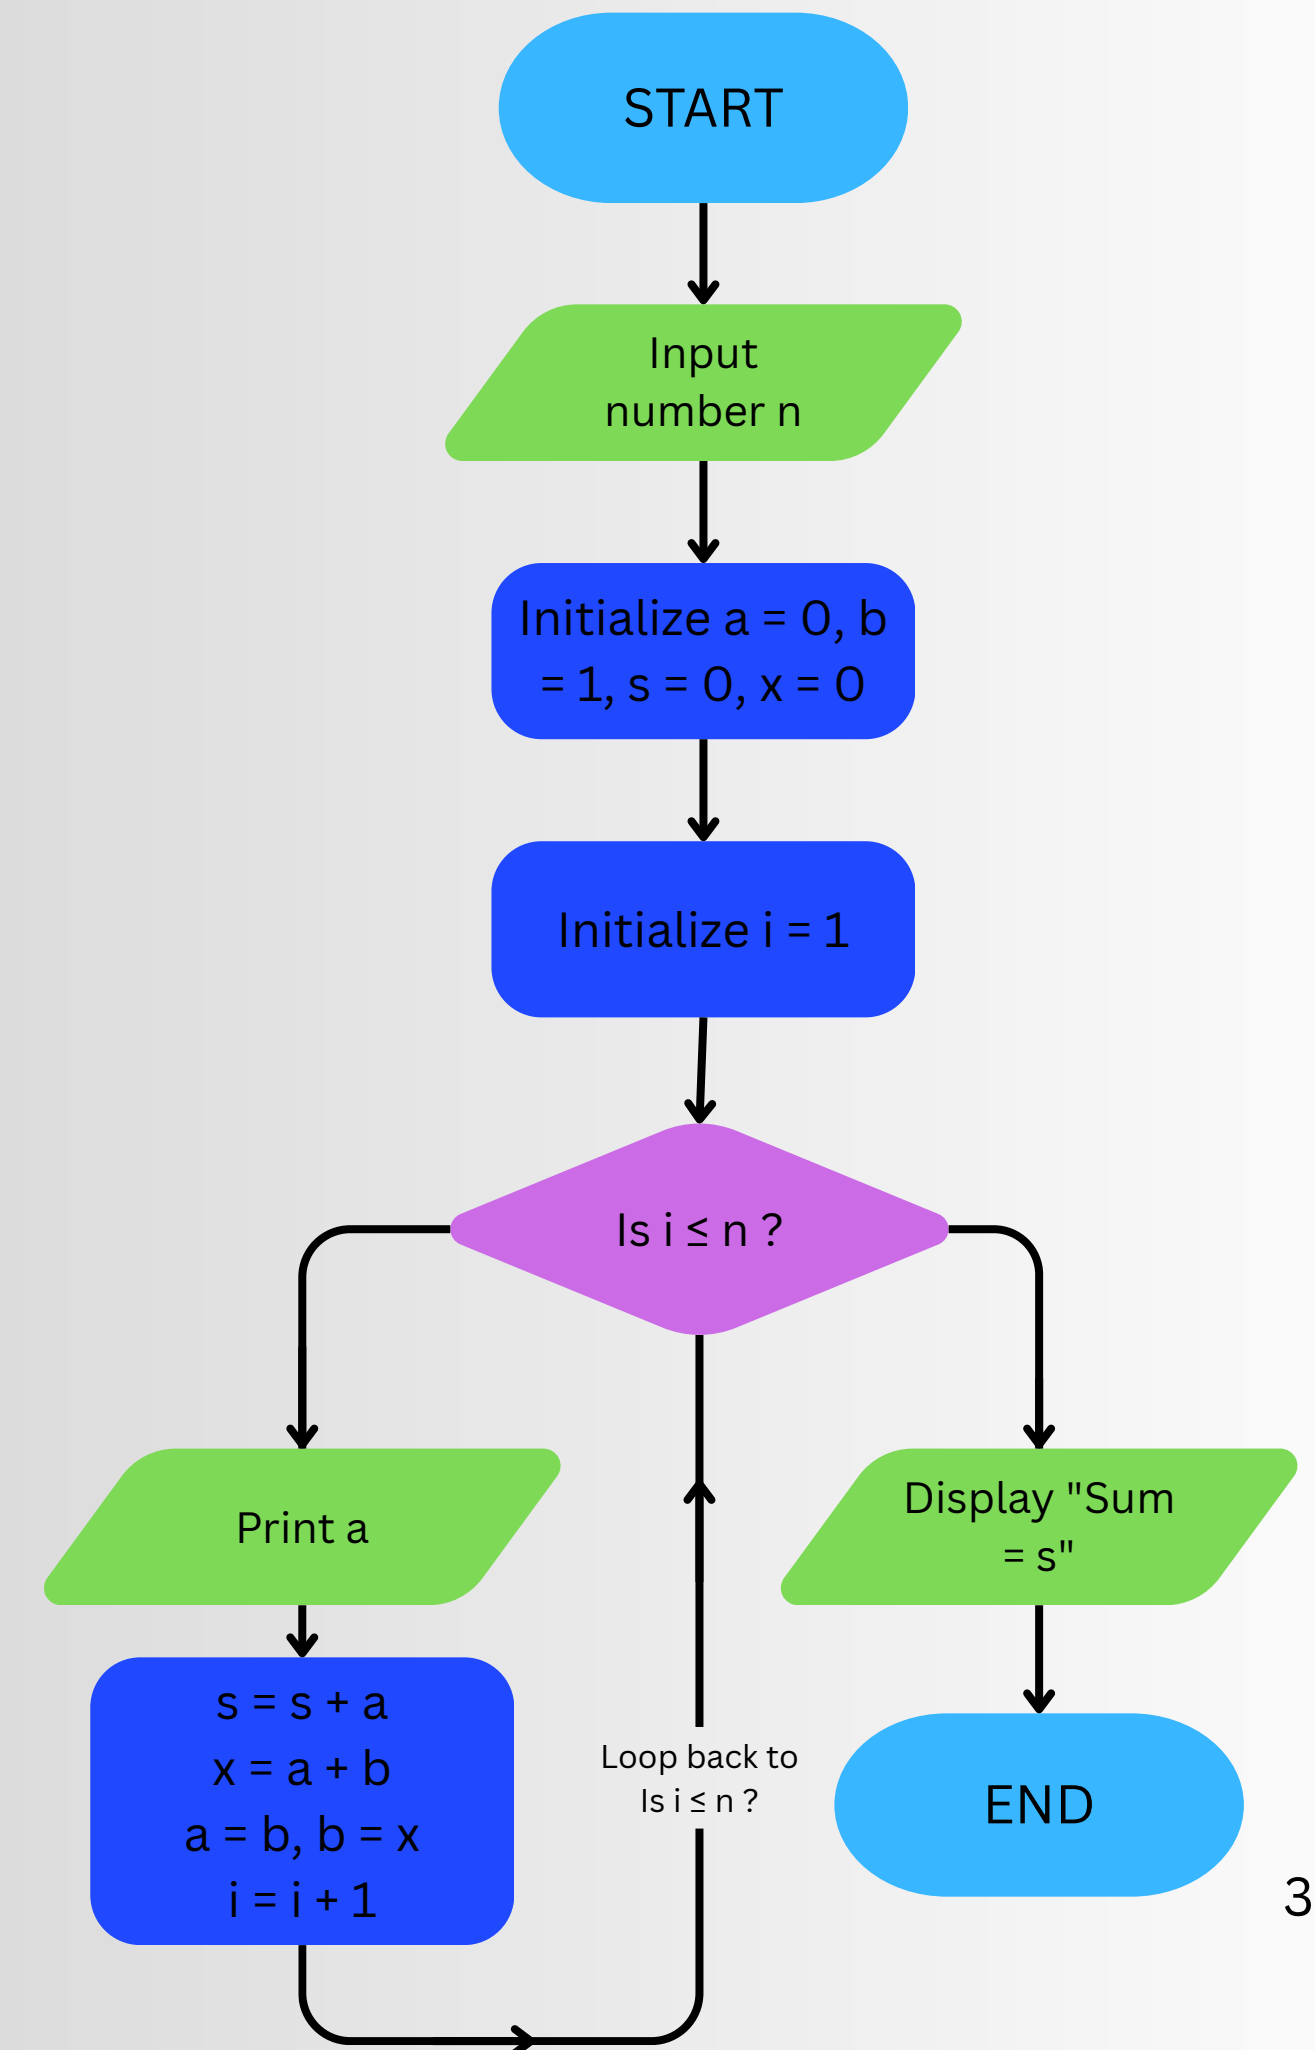 START
Input
number n
Initialize a = 0, b
= 1, s = 0, x = 0
Initialize i = 1
Is i ≤ n ?
Print a
Display "Sum
= s"
s = s + a
x = a + b
a = b, b = x
i = i + 1
Loop back to
Is i ≤ n ?
END
3